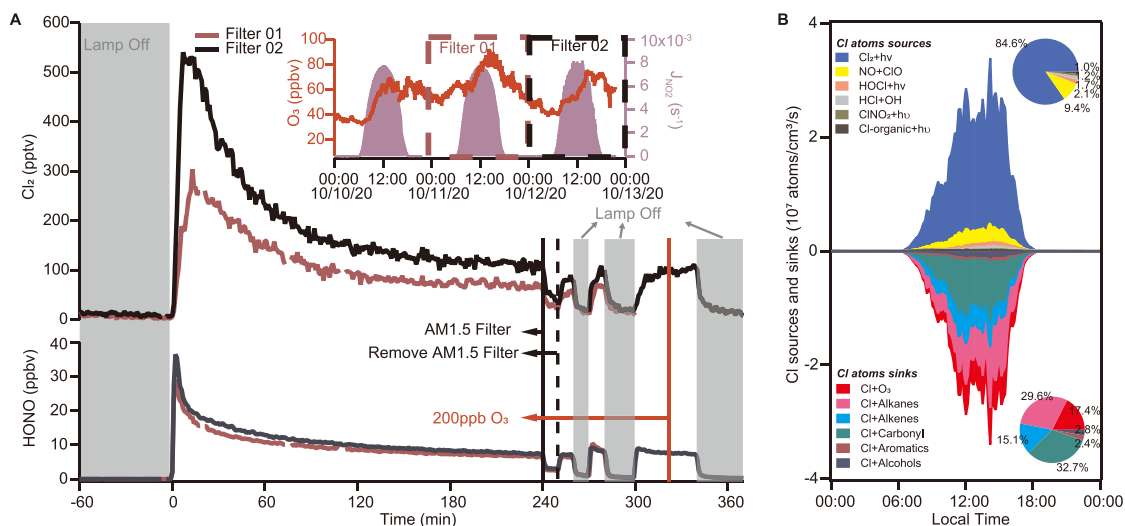 A
Lamp Off
Filter 01
Filter 02
Cl₂ (pptv)
600
500
400
300
200
100
0
O₃ (ppbv)
100
80
60
40
20
Filter 01
Filter 02
10x10⁻³
8
6
4
2
0
J_NO2 (s⁻¹)
00:00 12:00 00:00 12:00 00:00 12:00 00:00
10/10/20 10/11/20 10/12/20 10/13/20
Lamp Off
AM1.5 Filter
Remove AM1.5 Filter
200ppb O₃
HONO (ppbv)
40
30
20
10
0
-60 0 60 120 180 240 300 360
Time (min)
B
Cl sources and sinks (10⁷ atoms/cm³/s)
4
2
0
-2
-4
Cl atoms sources
Cl₂+hv
NO+ClO
HOCl+hv
HCl+OH
ClNO₂+hυ
Cl-organic+hυ
84.6%
1.0%
1.2%
1.7%
2.1%
9.4%
Cl atoms sinks
Cl+O₃
Cl+Alkanes
Cl+Alkenes
Cl+Carbonyl
Cl+Aromatics
Cl+Alcohols
29.6%
17.4%
2.8%
2.4%
15.1%
32.7%
00:00 06:00 12:00 18:00 00:00
Local Time